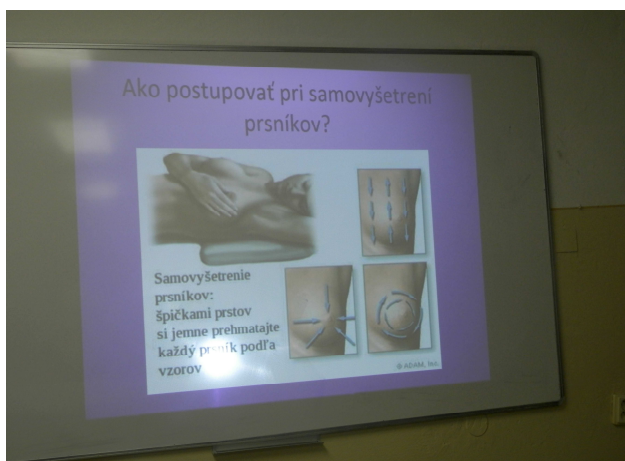 Ako postupovať pri samovyšetrení
prsníkov?
Samovyšetrenie
prsníkov:
špičkami prstov
si jemne prehmatajte
každý prsník podľa
vzorov
© ADAM, Inc.